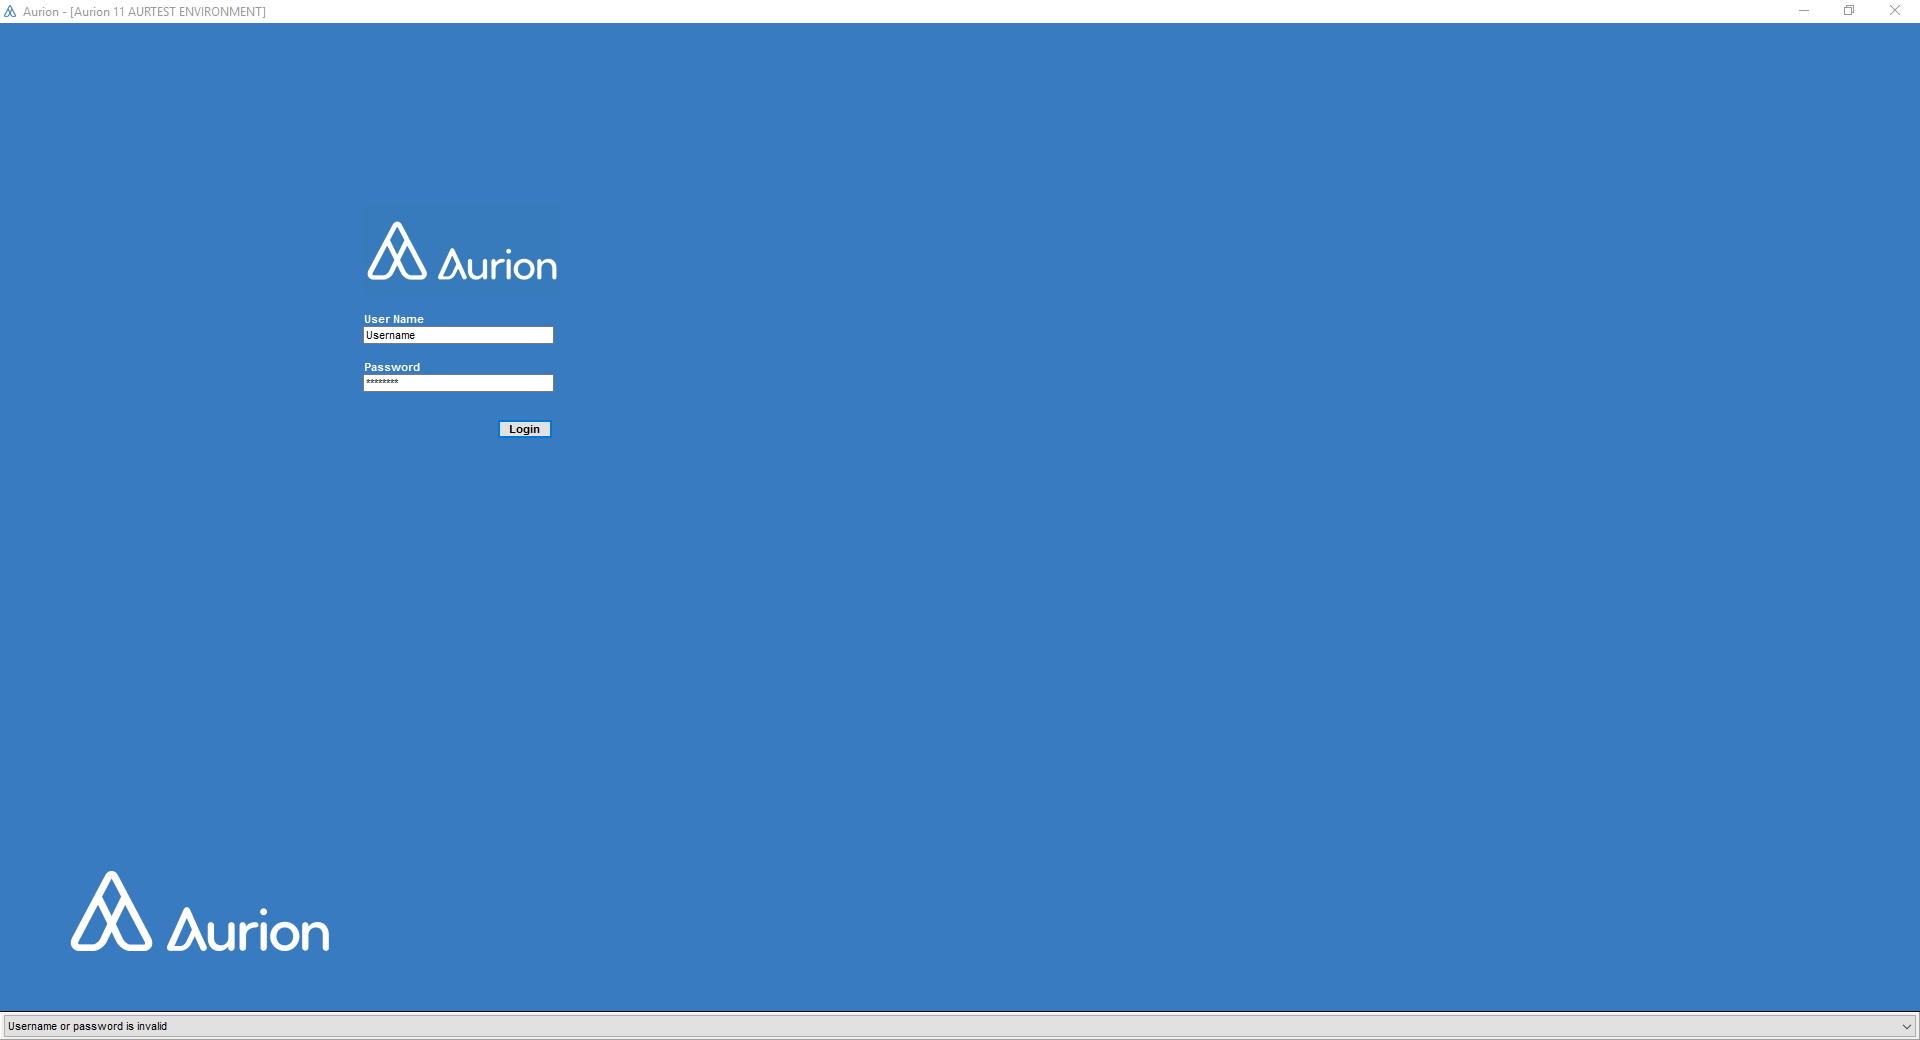 Aurion - [Aurion 11 AURTEST ENVIRONMENT]
Aurion
User Name
Username
Password
********
Login
Aurion
Username or password is invalid